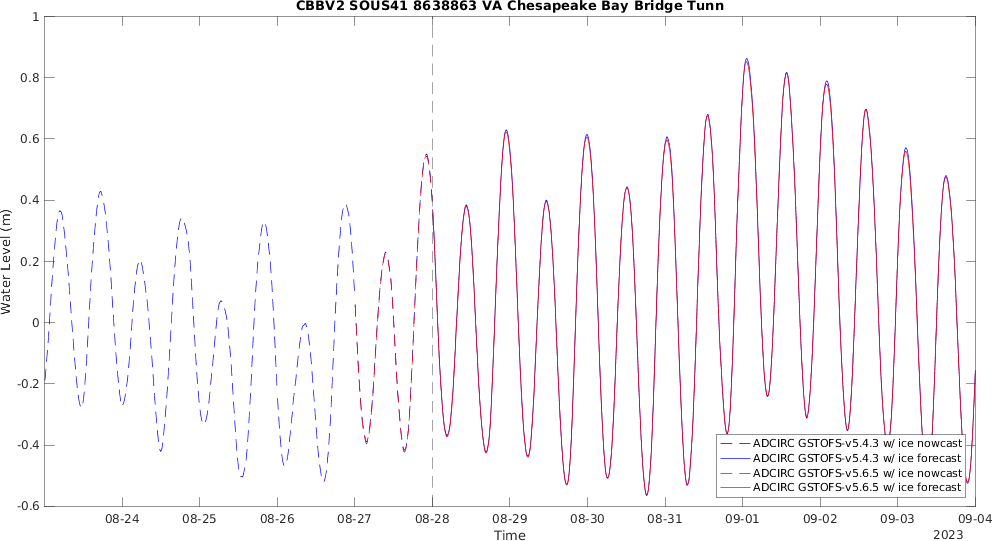 CBBV2 SOUS41 8638863 VA Chesapeake Bay Bridge Tunn
1
0.8
0.6
0.4
0.2
0
-0.2
-0.4
-0.6
Water Level (m)
ADCIRC GSTOFS-v5.4.3 w/ ice nowcast
ADCIRC GSTOFS-v5.4.3 w/ ice forecast
ADCIRC GSTOFS-v5.6.5 w/ ice nowcast
ADCIRC GSTOFS-v5.6.5 w/ ice forecast
08-24 08-25 08-26 08-27 08-28 08-29 08-30 08-31 09-01 09-02 09-03 09-04
Time
2023